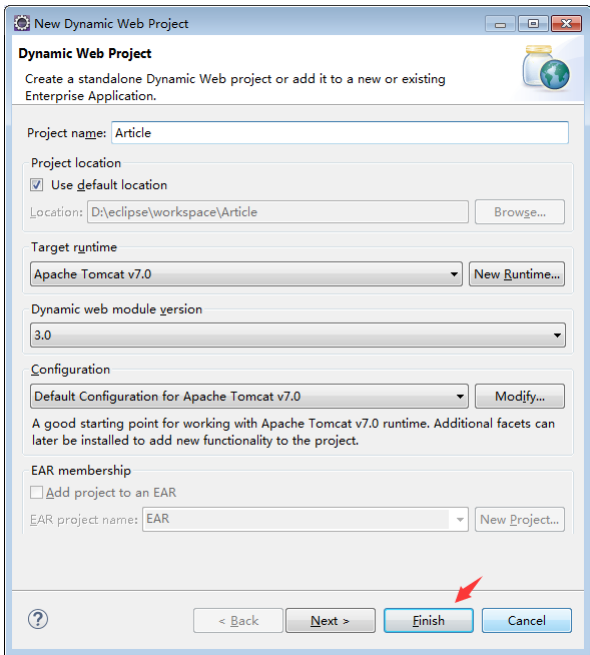 New Dynamic Web Project
Dynamic Web Project
Create a standalone Dynamic Web project or add it to a new or existing
Enterprise Application.
Project name: Article
Project location
Use default location
Location: D:\eclipse\workspace\Article Browse...
Target runtime
Apache Tomcat v7.0 New Runtime...
Dynamic web module version
3.0
Configuration
Default Configuration for Apache Tomcat v7.0 Modify...
A good starting point for working with Apache Tomcat v7.0 runtime. Additional facets can
later be installed to add new functionality to the project.
EAR membership
Add project to an EAR
EAR project name: EAR New Project...
? < Back Next > Finish Cancel